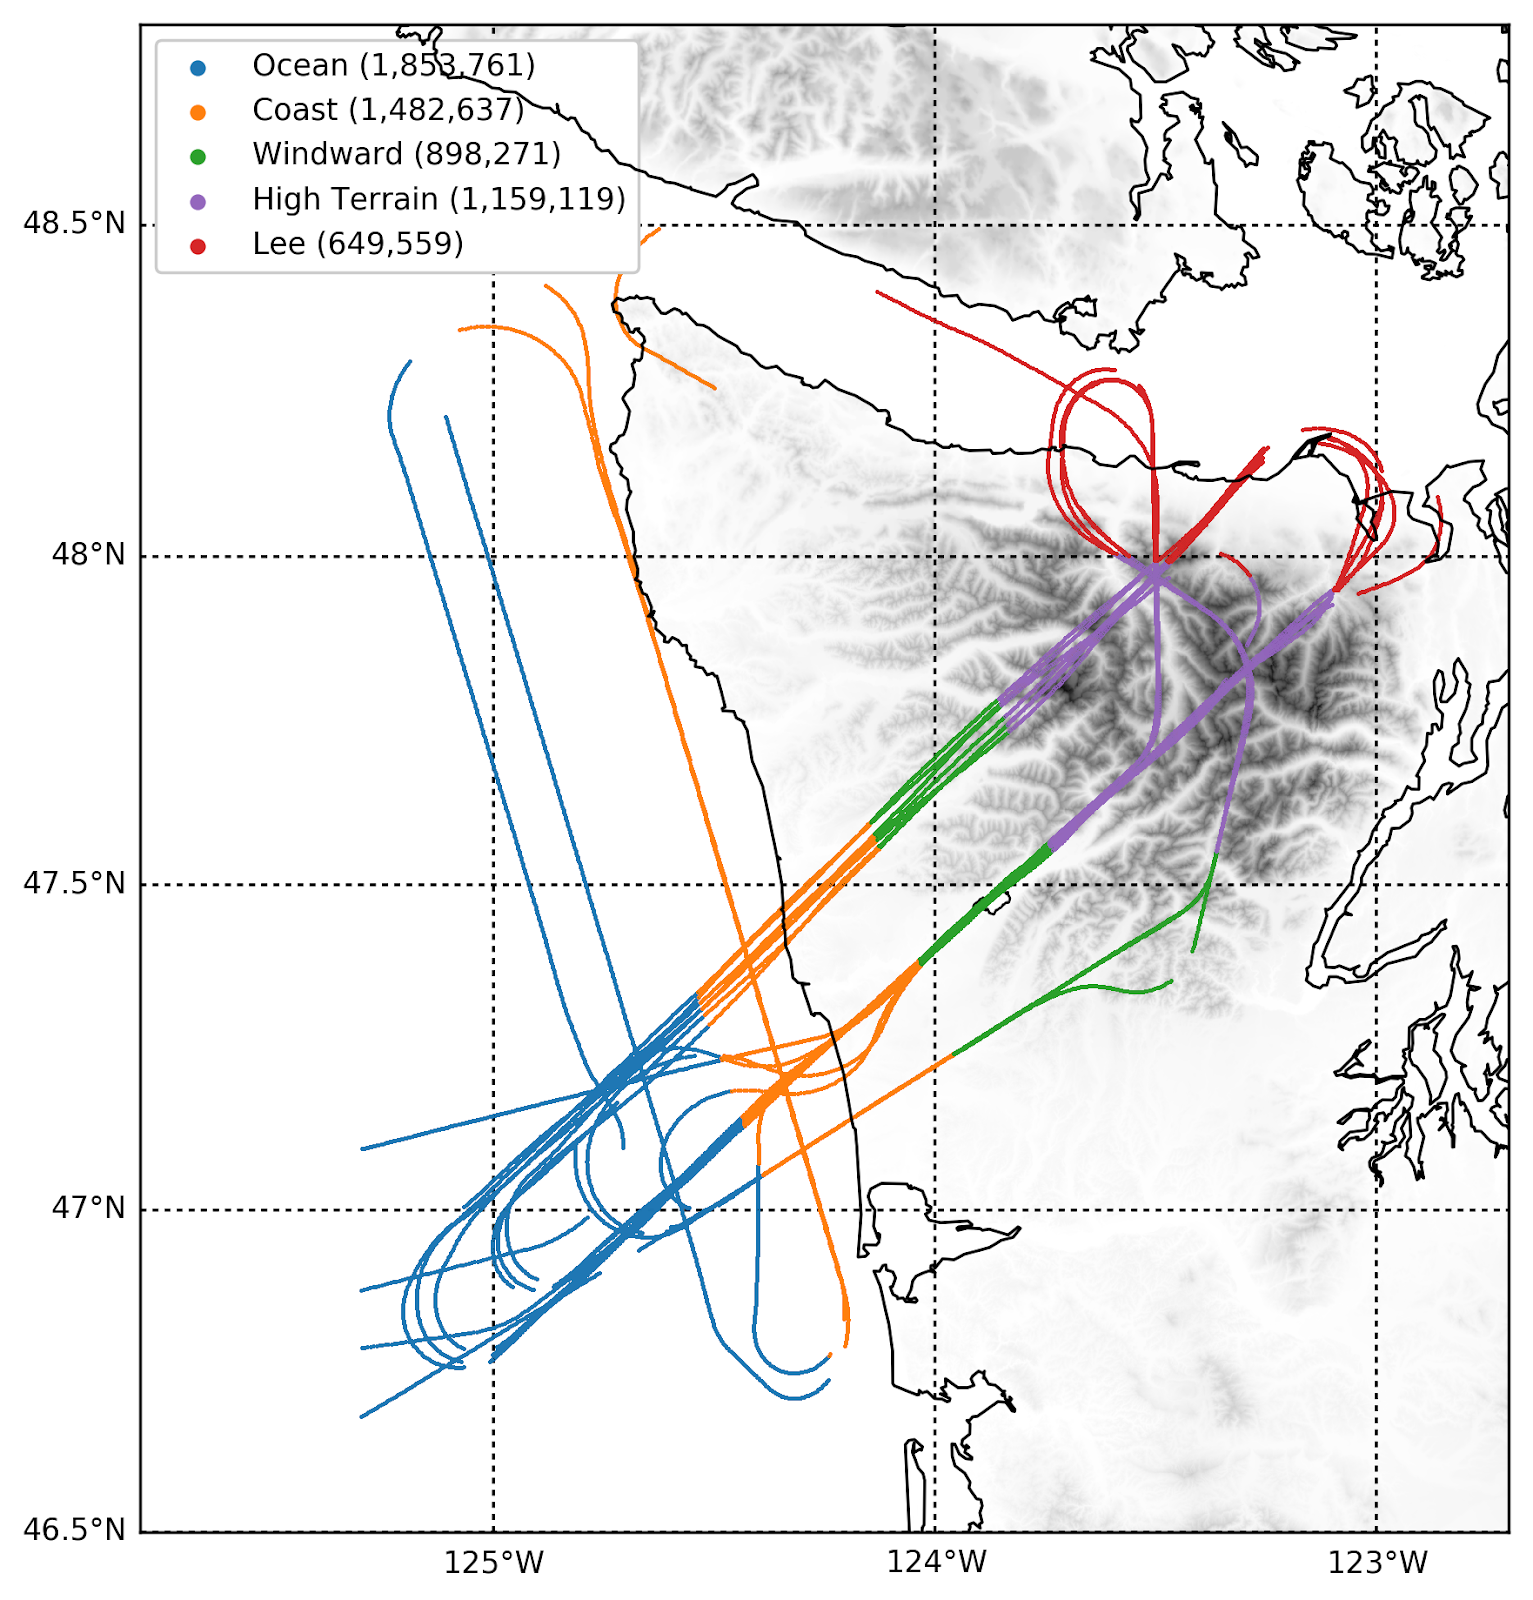 Ocean (1,853,761)
Coast (1,482,637)
Windward (898,271)
High Terrain (1,159,119)
Lee (649,559)
48.5°N
48°N
47.5°N
47°N
46.5°N
125°W
124°W
123°W